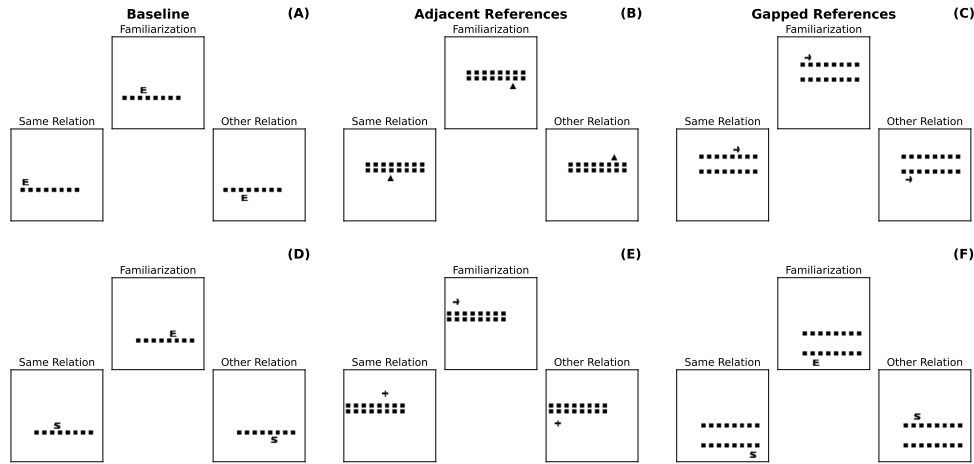 Baseline
(A)
Familiarization
E
Same Relation
Other Relation
E
E
Adjacent References
(B)
Familiarization
Same Relation
Other Relation
Gapped References
(C)
Familiarization
Same Relation
Other Relation
(D)
Familiarization
E
Same Relation
Other Relation
S
S
(E)
Familiarization
Same Relation
Other Relation
+
+
(F)
Familiarization
E
Same Relation
Other Relation
S
S